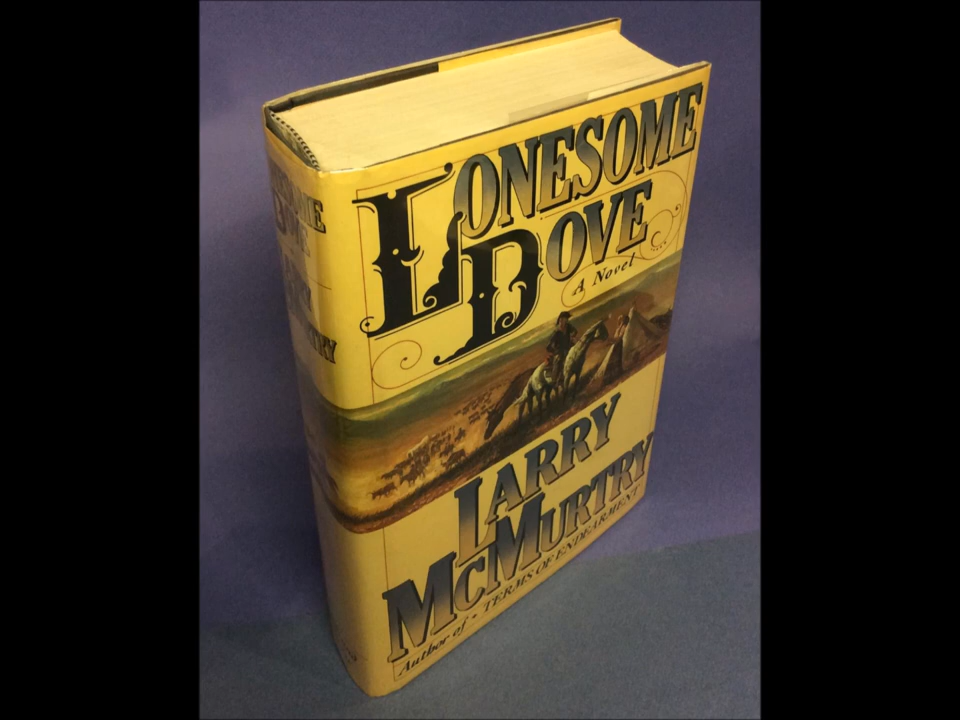 LONESOME
DOVE
A Novel
LARRY
McMURTRY
Author of • TERMS OF ENDEARMENT